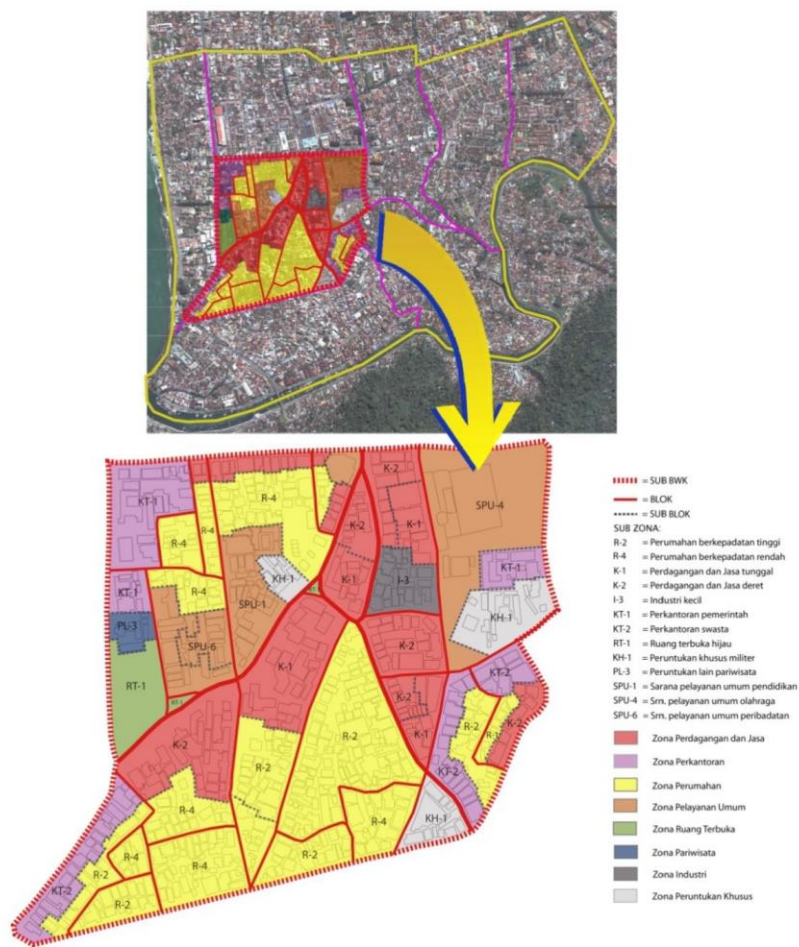 K-2
R-4
KT-1
K-2
K-1
SPU-4
R-4
R-4
KH-1
KT-1
R-4
KT-1
K-1
I-3
PL-3
SPU-1
SPU-6
KH-1
RT-1
K-1
K-2
KT-2
K-2
K-2
R-2
K-2
R-2
K-1
KT-2
R-2
R-4
R-4
KH-1
R-4
R-2
KT-2
R-2
R-4
R-2
= SUB BWK
= BLOK
= SUB BLOK
SUB ZONA:
R-2 = Perumahan berkepadatan tinggi
R-4 = Perumahan berkepadatan rendah
K-1 = Perdagangan dan Jasa tunggal
K-2 = Perdagangan dan Jasa deret
I-3 = Industri kecil
KT-1 = Perkantoran pemerintah
KT-2 = Perkantoran swasta
RT-1 = Ruang terbuka hijau
KH-1 = Peruntukan khusus militer
PL-3 = Peruntukan lain pariwisata
SPU-1 = Sarana pelayanan umum pendidikan
SPU-4 = Srn. pelayanan umum olahraga
SPU-6 = Srn. pelayanan umum peribadatan
Zona Perdagangan dan Jasa
Zona Perkantoran
Zona Perumahan
Zona Pelayanan Umum
Zona Ruang Terbuka
Zona Pariwisata
Zona Industri
Zona Peruntukan Khusus